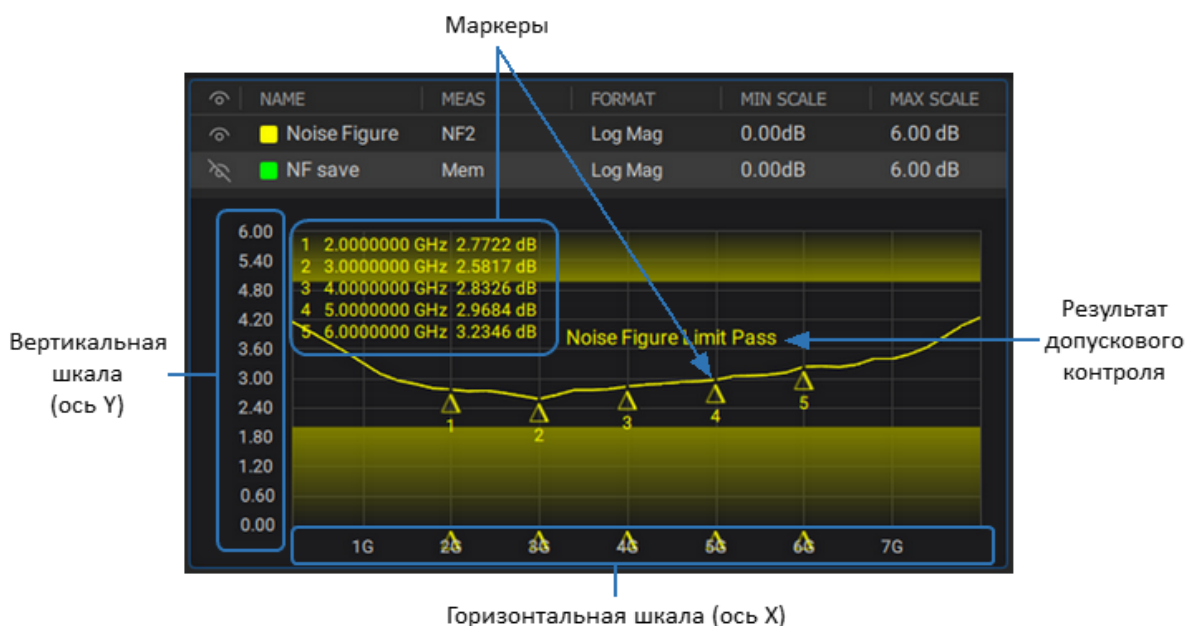 Маркеры
NAME MEAS FORMAT MIN SCALE MAX SCALE
Noise Figure NF2 Log Mag 0.00dB 6.00 dB
NF save Mem Log Mag 0.00dB 6.00 dB
6.00
5.40
4.80
4.20
3.60
3.00
2.40
1.80
1.20
0.60
0.00
1 2.0000000 GHz 2.7722 dB
2 3.0000000 GHz 2.5817 dB
3 4.0000000 GHz 2.8326 dB
4 5.0000000 GHz 2.9684 dB
5 6.0000000 GHz 3.2346 dB
Noise Figure Limit Pass
1 2 3 4 5
1G 2G 3G 4G 5G 6G 7G
Вертикальная
шкала
(ось Y)
Результат
допускового
контроля
Горизонтальная шкала (ось X)